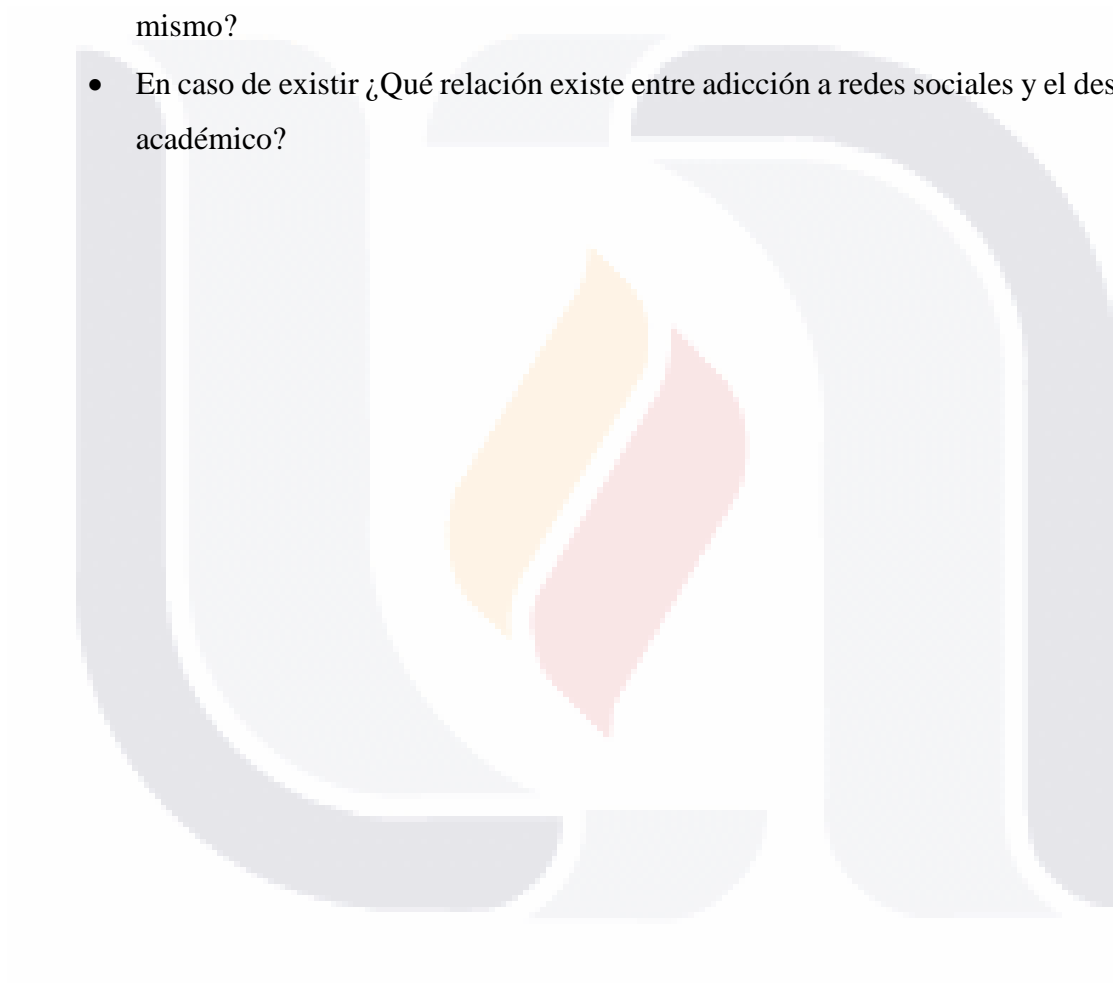 mismo?
• En caso de existir ¿Qué relación existe entre adicción a redes sociales y el des
académico?